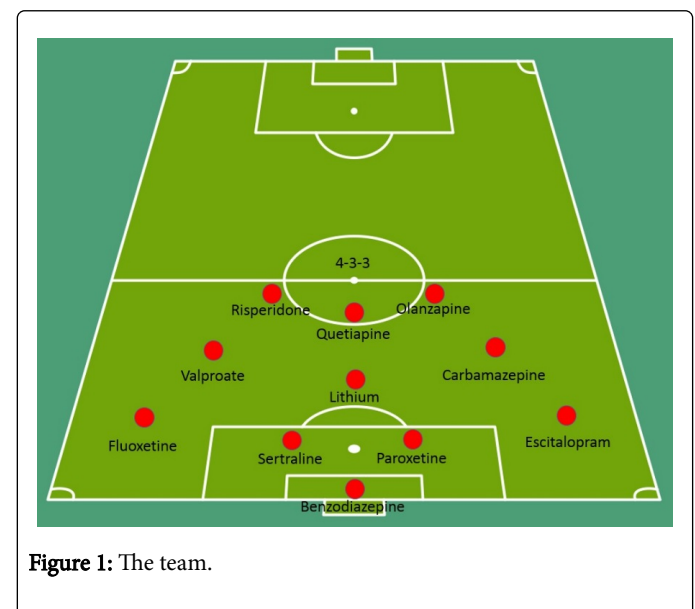 4-3-3
Risperidone
Olanzapine
Quetiapine
Valproate
Carbamazepine
Lithium
Fluoxetine
Escitalopram
Sertraline
Paroxetine
Benzodiazepine
Figure 1: The team.